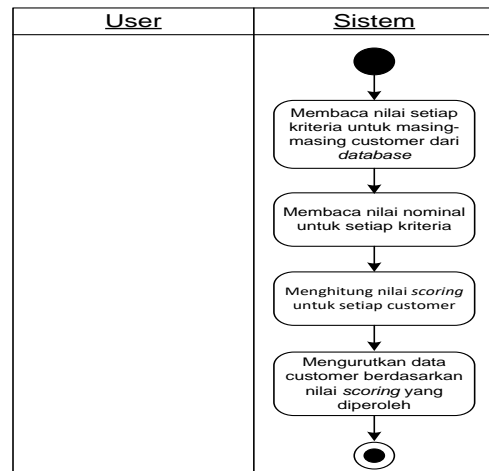 User
Sistem
Membaca nilai setiap
kriteria untuk masing-
masing customer dari
database
Membaca nilai nominal
untuk setiap kriteria
Menghitung nilai scoring
untuk setiap customer
Mengurutkan data
customer berdasarkan
nilai scoring yang
diperoleh